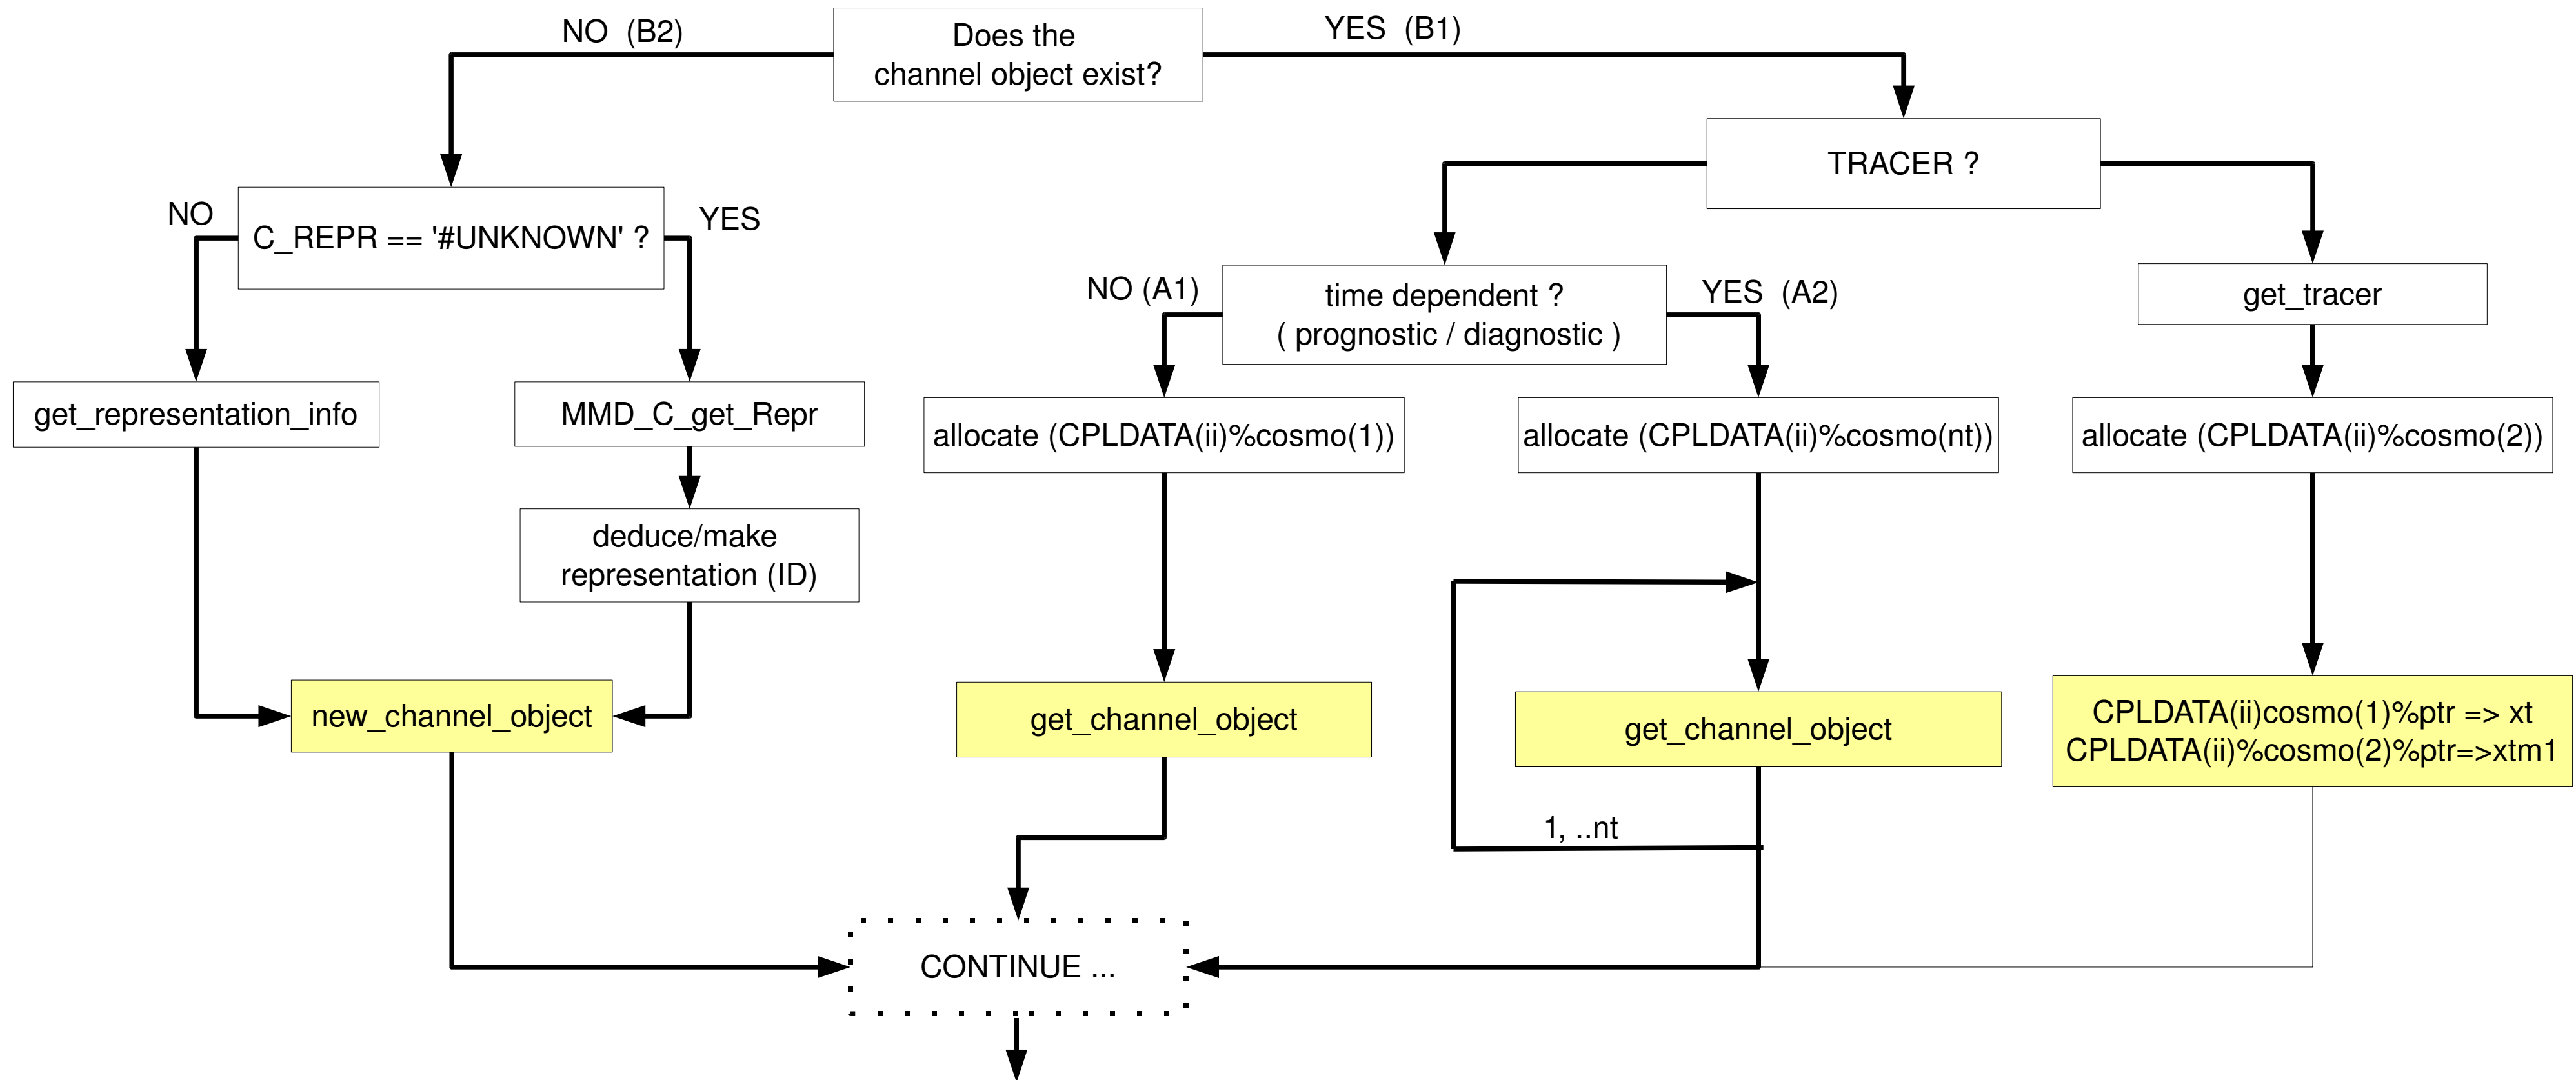 NO  (B2)
Does the
channel object exist?
YES  (B1)
TRACER ?
NO
C_REPR == '#UNKNOWN' ?
YES
NO (A1)
time dependent ?
( prognostic / diagnostic )
YES  (A2)
get_tracer
get_representation_info
MMD_C_get_Repr
allocate (CPLDATA(ii)%cosmo(1))
allocate (CPLDATA(ii)%cosmo(nt))
allocate (CPLDATA(ii)%cosmo(2))
deduce/make
representation (ID)
new_channel_object
get_channel_object
get_channel_object
CPLDATA(ii)cosmo(1)%ptr => xt
CPLDATA(ii)%cosmo(2)%ptr=>xtm1
1, ..nt
CONTINUE ...